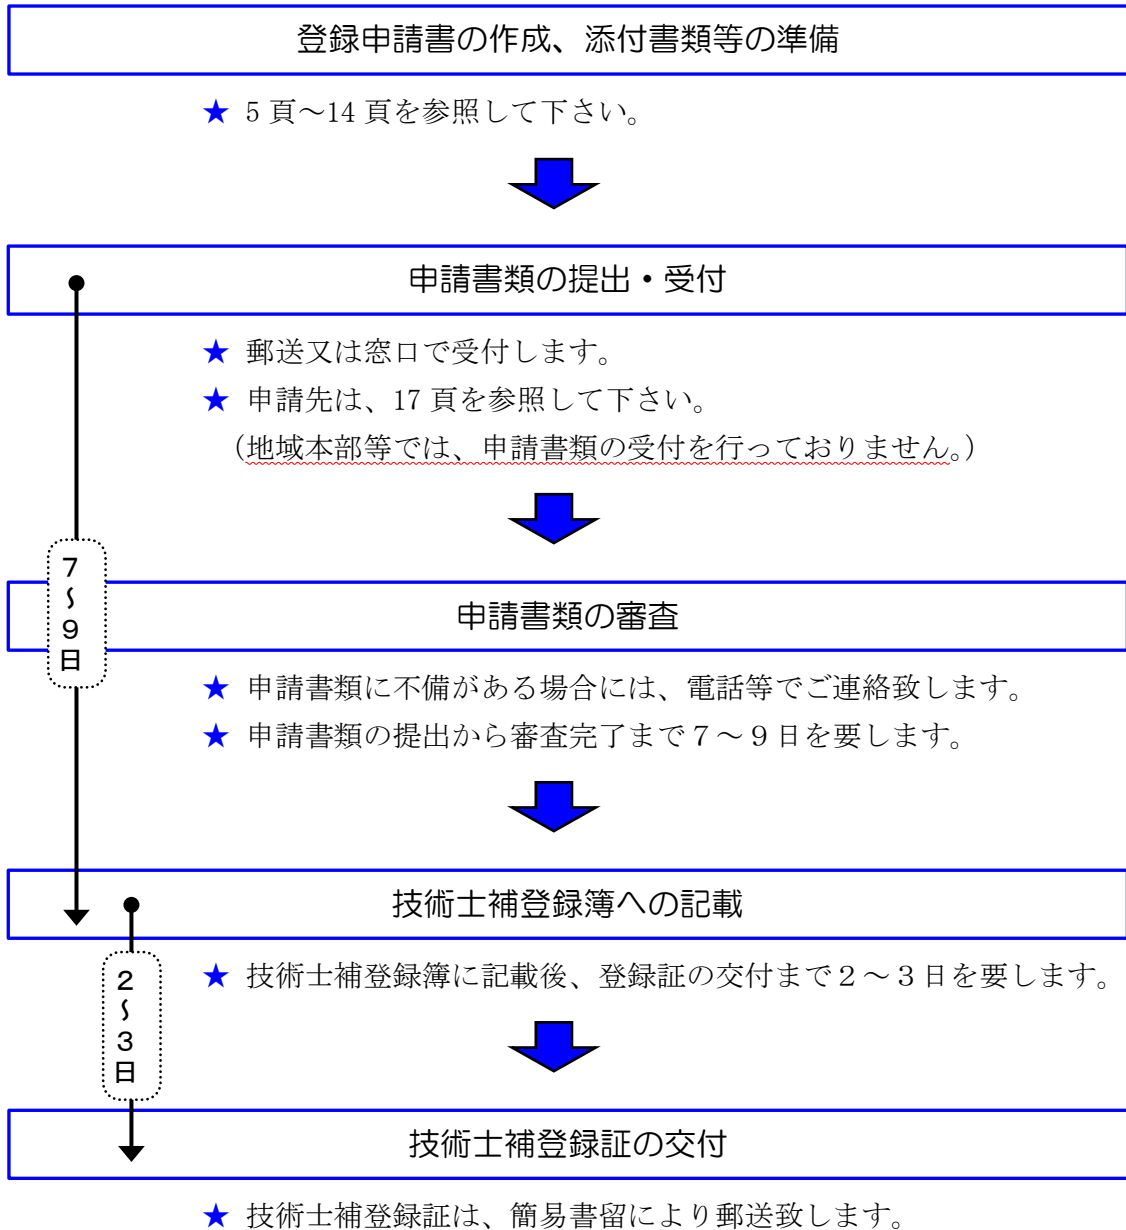 登録申請書の作成、添付書類等の準備
★ 5 頁～14 頁を参照して下さい。
申請書類の提出・受付
★ 郵送又は窓口で受付します。
★ 申請先は、17 頁を参照して下さい。
(地域本部等では、申請書類の受付を行っておりません。)
７～９日
申請書類の審査
★ 申請書類に不備がある場合には、電話等でご連絡致します。
★ 申請書類の提出から審査完了まで７～９日を要します。
技術士補登録簿への記載
２～３日
★ 技術士補登録簿に記載後、登録証の交付まで２～３日を要します。
技術士補登録証の交付
★ 技術士補登録証は、簡易書留により郵送致します。